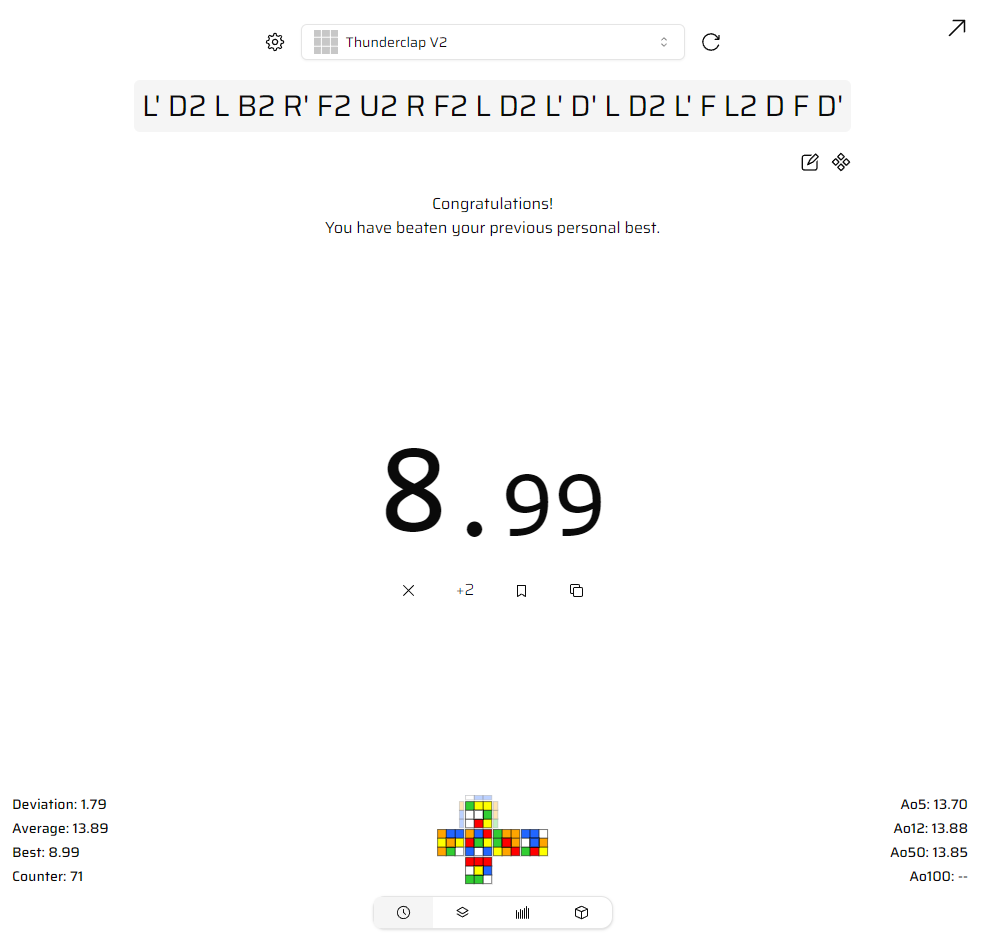 Thunderclap V2
L' D2 L B2 R' F2 U2 R F2 L D2 L' D' L D2 L' F L2 D F D'
Congratulations!
You have beaten your previous personal best.
8.99
+2
Deviation: 1.79
Average: 13.89
Best: 8.99
Counter: 71
Ao5: 13.70
Ao12: 13.88
Ao50: 13.85
Ao100: --